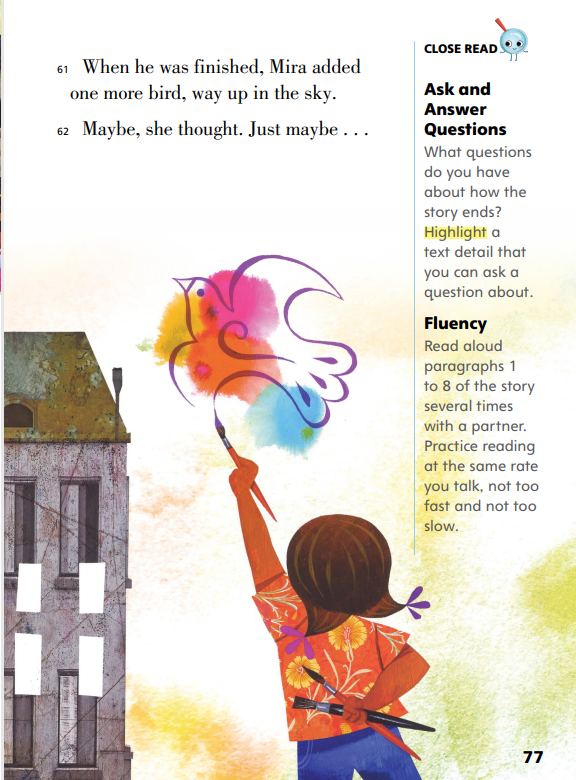 61 When he was finished, Mira added
one more bird, way up in the sky.
62 Maybe, she thought. Just maybe . . .
CLOSE READ
Ask and
Answer
Questions
What questions
do you have
about how the
story ends?
Highlight a
text detail that
you can ask a
question about.
Fluency
Read aloud
paragraphs 1
to 8 of the story
several times
with a partner.
Practice reading
at the same rate
you talk, not too
fast and not too
slow.
77